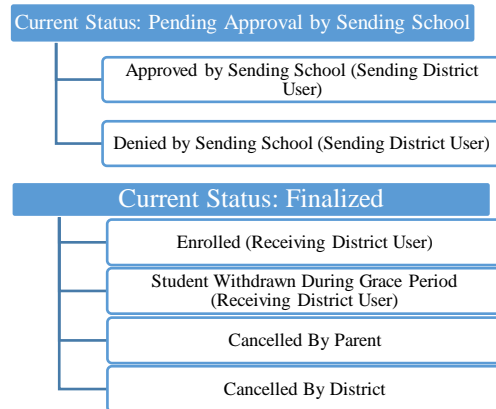 Current Status: Pending Approval by Sending School
Approved by Sending School (Sending District
User)
Denied by Sending School (Sending District User)
Current Status: Finalized
Enrolled (Receiving District User)
Student Withdrawn During Grace Period
(Receiving District User)
Cancelled By Parent
Cancelled By District